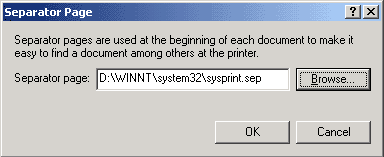 Separator Page
Separator pages are used at the beginning of each document to make it
easy to find a document among others at the printer.
Separator page: D:\WINNT\system32\sysprint.sep Browse...
OK Cancel